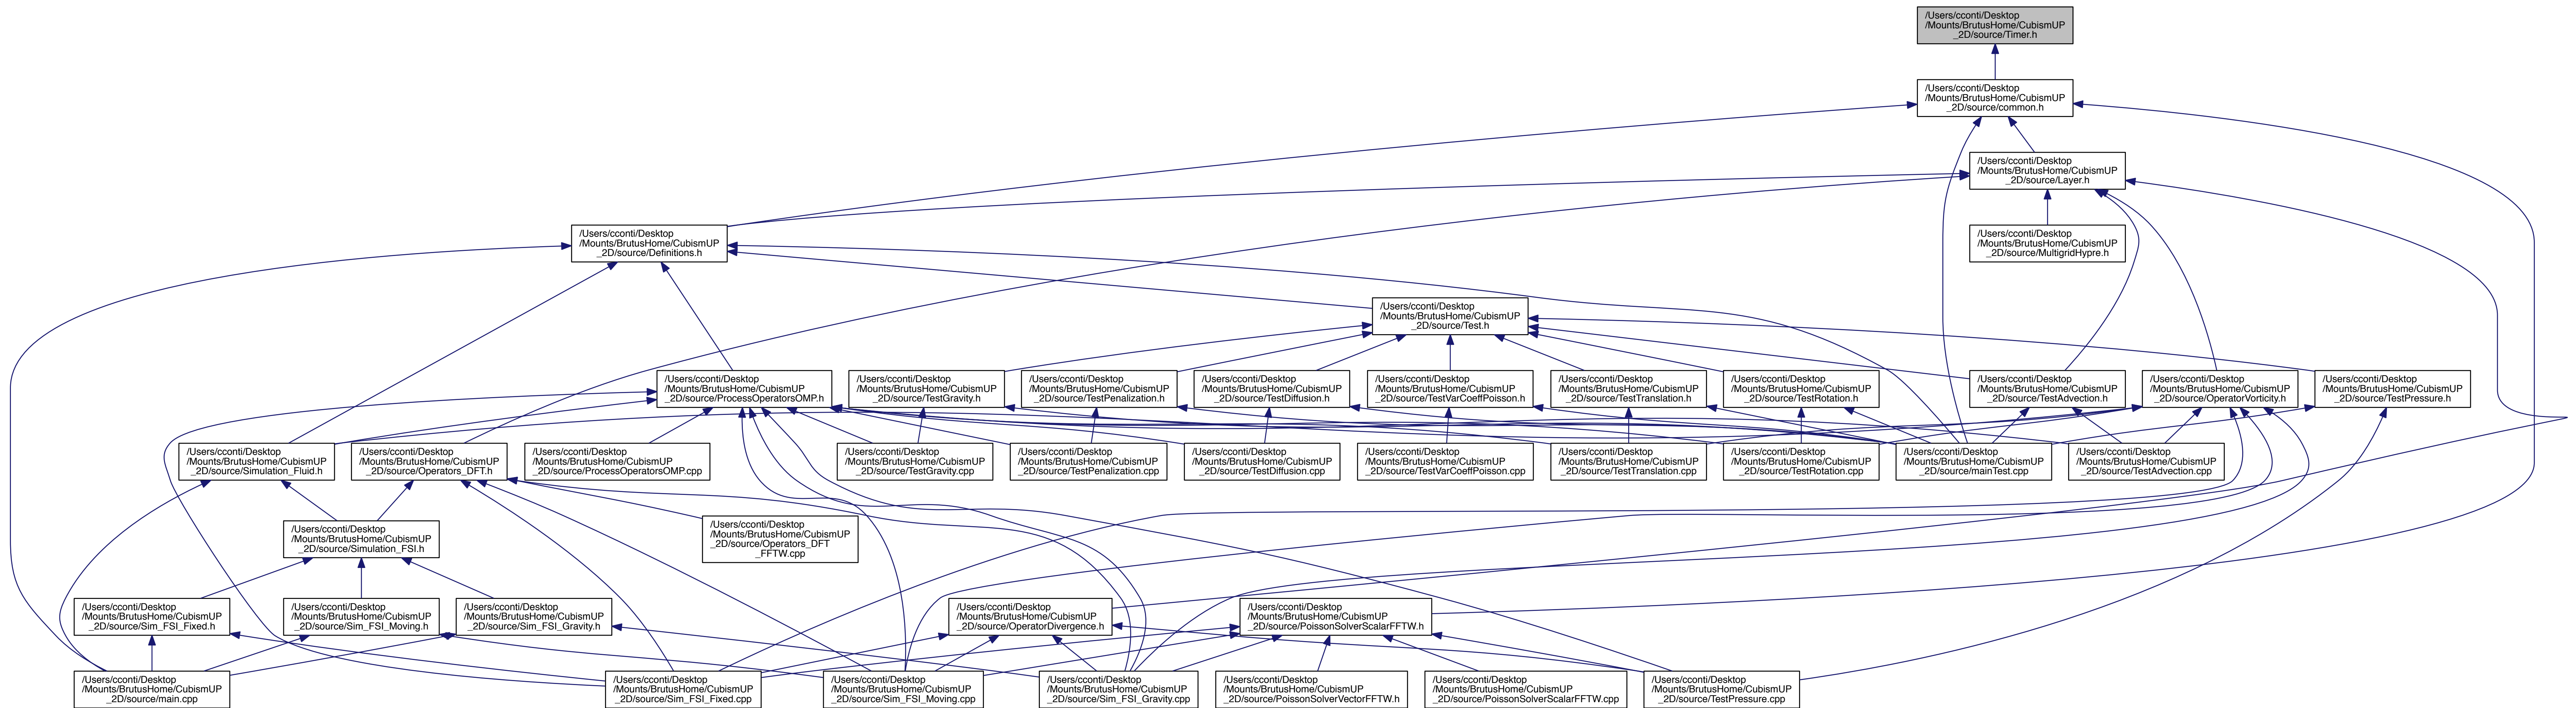 /Users/cconti/Desktop
/Mounts/BrutusHome/CubismUP
_2D/source/Timer.h
/Users/cconti/Desktop
/Mounts/BrutusHome/CubismUP
_2D/source/common.h
/Users/cconti/Desktop
/Mounts/BrutusHome/CubismUP
_2D/source/Layer.h
/Users/cconti/Desktop
/Mounts/BrutusHome/CubismUP
_2D/source/Definitions.h
/Users/cconti/Desktop
/Mounts/BrutusHome/CubismUP
_2D/source/MultigridHypre.h
/Users/cconti/Desktop
/Mounts/BrutusHome/CubismUP
_2D/source/Test.h
/Users/cconti/Desktop
/Mounts/BrutusHome/CubismUP
_2D/source/ProcessOperatorsOMP.h
/Users/cconti/Desktop
/Mounts/BrutusHome/CubismUP
_2D/source/TestGravity.h
/Users/cconti/Desktop
/Mounts/BrutusHome/CubismUP
_2D/source/TestPenalization.h
/Users/cconti/Desktop
/Mounts/BrutusHome/CubismUP
_2D/source/TestDiffusion.h
/Users/cconti/Desktop
/Mounts/BrutusHome/CubismUP
_2D/source/TestVarCoeffPoisson.h
/Users/cconti/Desktop
/Mounts/BrutusHome/CubismUP
_2D/source/TestTranslation.h
/Users/cconti/Desktop
/Mounts/BrutusHome/CubismUP
_2D/source/TestRotation.h
/Users/cconti/Desktop
/Mounts/BrutusHome/CubismUP
_2D/source/TestAdvection.h
/Users/cconti/Desktop
/Mounts/BrutusHome/CubismUP
_2D/source/OperatorVorticity.h
/Users/cconti/Desktop
/Mounts/BrutusHome/CubismUP
_2D/source/TestPressure.h
/Users/cconti/Desktop
/Mounts/BrutusHome/CubismUP
_2D/source/Simulation_Fluid.h
/Users/cconti/Desktop
/Mounts/BrutusHome/CubismUP
_2D/source/Operators_DFT.h
/Users/cconti/Desktop
/Mounts/BrutusHome/CubismUP
_2D/source/ProcessOperatorsOMP.cpp
/Users/cconti/Desktop
/Mounts/BrutusHome/CubismUP
_2D/source/TestGravity.cpp
/Users/cconti/Desktop
/Mounts/BrutusHome/CubismUP
_2D/source/TestPenalization.cpp
/Users/cconti/Desktop
/Mounts/BrutusHome/CubismUP
_2D/source/TestDiffusion.cpp
/Users/cconti/Desktop
/Mounts/BrutusHome/CubismUP
_2D/source/TestVarCoeffPoisson.cpp
/Users/cconti/Desktop
/Mounts/BrutusHome/CubismUP
_2D/source/TestTranslation.cpp
/Users/cconti/Desktop
/Mounts/BrutusHome/CubismUP
_2D/source/TestRotation.cpp
/Users/cconti/Desktop
/Mounts/BrutusHome/CubismUP
_2D/source/mainTest.cpp
/Users/cconti/Desktop
/Mounts/BrutusHome/CubismUP
_2D/source/TestAdvection.cpp
/Users/cconti/Desktop
/Mounts/BrutusHome/CubismUP
_2D/source/Simulation_FSI.h
/Users/cconti/Desktop
/Mounts/BrutusHome/CubismUP
_2D/source/Operators_DFT
_FFTW.cpp
/Users/cconti/Desktop
/Mounts/BrutusHome/CubismUP
_2D/source/Sim_FSI_Fixed.h
/Users/cconti/Desktop
/Mounts/BrutusHome/CubismUP
_2D/source/Sim_FSI_Moving.h
/Users/cconti/Desktop
/Mounts/BrutusHome/CubismUP
_2D/source/Sim_FSI_Gravity.h
/Users/cconti/Desktop
/Mounts/BrutusHome/CubismUP
_2D/source/OperatorDivergence.h
/Users/cconti/Desktop
/Mounts/BrutusHome/CubismUP
_2D/source/PoissonSolverScalarFFTW.h
/Users/cconti/Desktop
/Mounts/BrutusHome/CubismUP
_2D/source/main.cpp
/Users/cconti/Desktop
/Mounts/BrutusHome/CubismUP
_2D/source/Sim_FSI_Fixed.cpp
/Users/cconti/Desktop
/Mounts/BrutusHome/CubismUP
_2D/source/Sim_FSI_Moving.cpp
/Users/cconti/Desktop
/Mounts/BrutusHome/CubismUP
_2D/source/Sim_FSI_Gravity.cpp
/Users/cconti/Desktop
/Mounts/BrutusHome/CubismUP
_2D/source/PoissonSolverVectorFFTW.h
/Users/cconti/Desktop
/Mounts/BrutusHome/CubismUP
_2D/source/PoissonSolverScalarFFTW.cpp
/Users/cconti/Desktop
/Mounts/BrutusHome/CubismUP
_2D/source/TestPressure.cpp